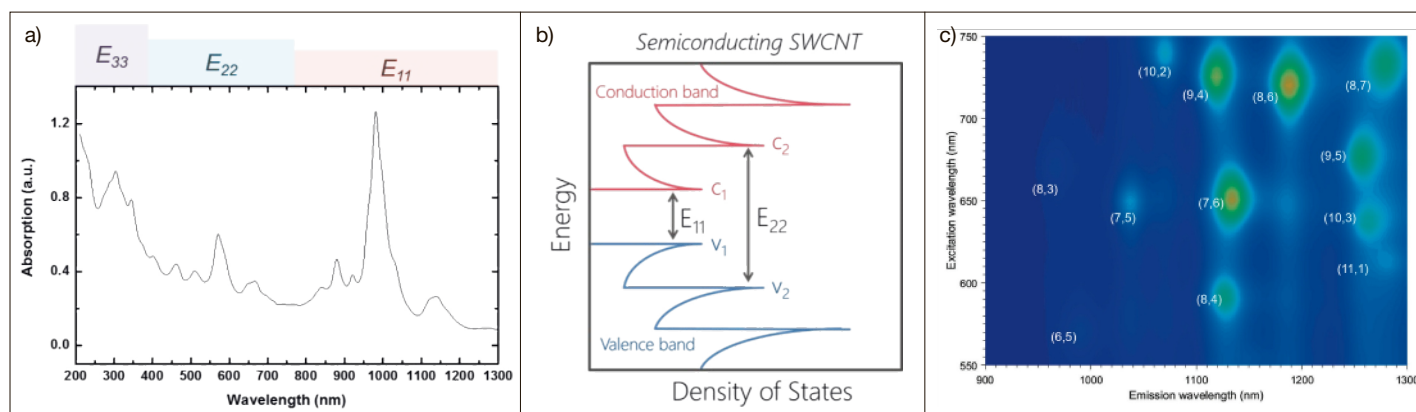 a)
E33
E22
E11
Absorption (a.u.)
1.2
0.8
0.4
0.0
200 300 400 500 600 700 800 900 1000 1100 1200 1300
Wavelength (nm)
b)
Semiconducting SWCNT
Conduction band
C2
C1
E11
E22
V1
V2
Valence band
Energy
Density of States
c)
750
700
650
600
550
Excitation wavelength (nm)
(10,2)
(9,4)
(8,6)
(8,7)
(9,5)
(8,3)
(7,5)
(7,6)
(10,3)
(11,1)
(8,4)
(6,5)
900 1000 1100 1200 1300
Emission wavelength (nm)